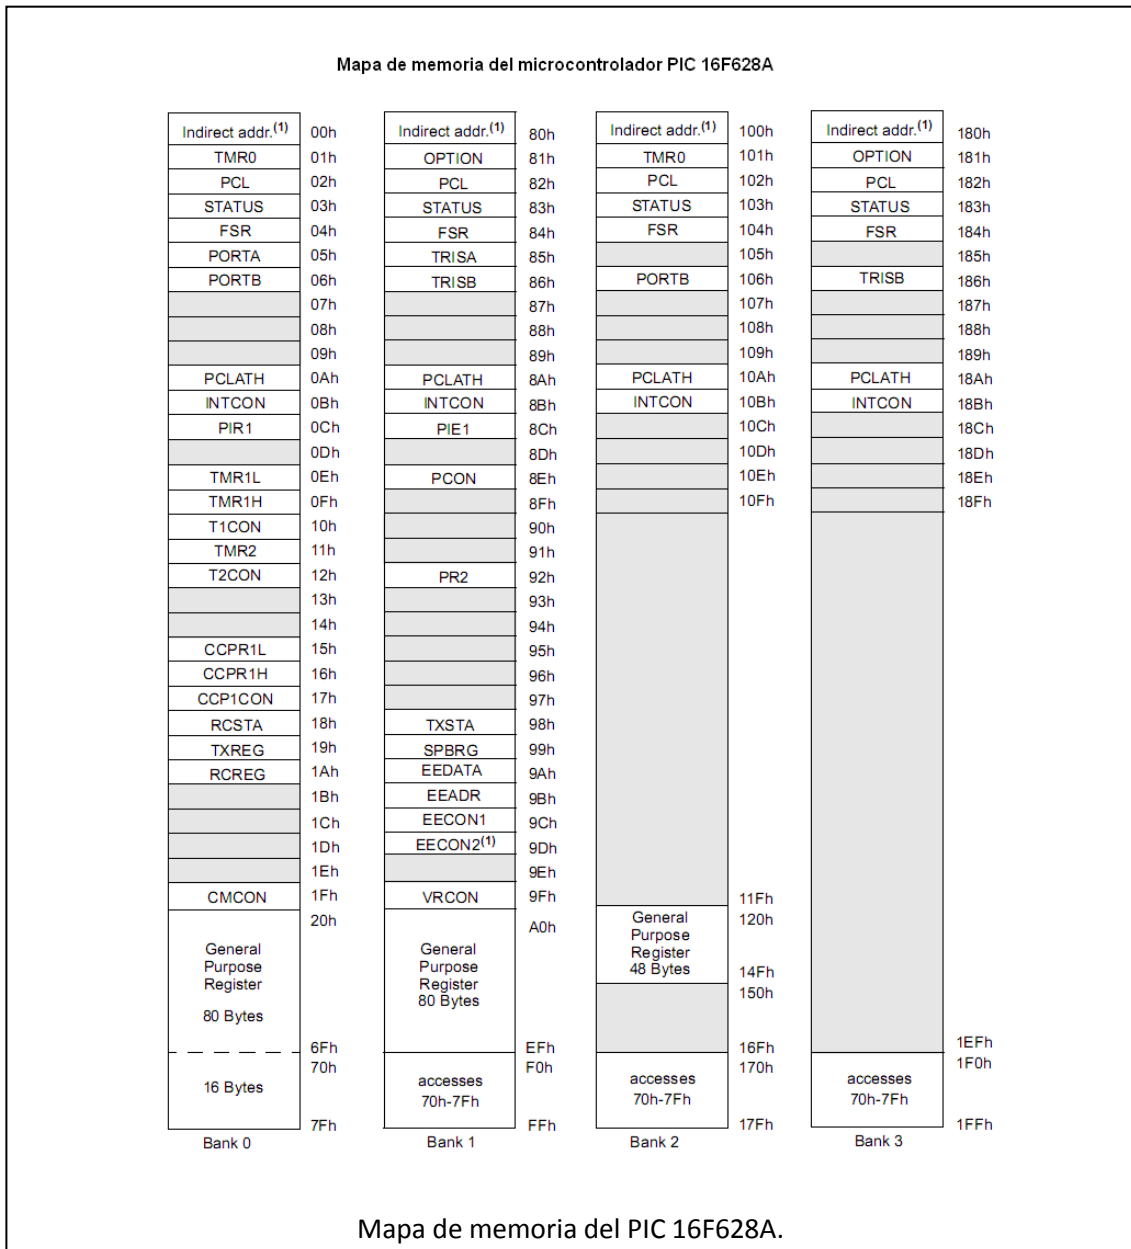 Mapa de memoria del microcontrolador PIC 16F628A
Indirect addr.(1) 00h
TMR0 01h
PCL 02h
STATUS 03h
FSR 04h
PORTA 05h
PORTB 06h
07h
08h
09h
PCLATH 0Ah
INTCON 0Bh
PIR1 0Ch
0Dh
TMR1L 0Eh
TMR1H 0Fh
T1CON 10h
TMR2 11h
T2CON 12h
13h
14h
CCPR1L 15h
CCPR1H 16h
CCP1CON 17h
RCSTA 18h
TXREG 19h
RCREG 1Ah
1Bh
1Ch
1Dh
1Eh
CMCON 1Fh
20h
General
Purpose
Register
80 Bytes
6Fh
70h
16 Bytes
7Fh
Bank 0
Indirect addr.(1) 80h
OPTION 81h
PCL 82h
STATUS 83h
FSR 84h
TRISA 85h
TRISB 86h
87h
88h
89h
PCLATH 8Ah
INTCON 8Bh
PIE1 8Ch
8Dh
PCON 8Eh
8Fh
90h
91h
PR2 92h
93h
94h
95h
96h
97h
TXSTA 98h
SPBRG 99h
EEDATA 9Ah
EEADR 9Bh
EECON1 9Ch
EECON2(1) 9Dh
9Eh
VRCON 9Fh
A0h
General
Purpose
Register
80 Bytes
EFh
F0h
accesses
70h-7Fh
FFh
Bank 1
Indirect addr.(1) 100h
TMR0 101h
PCL 102h
STATUS 103h
FSR 104h
105h
PORTB 106h
107h
108h
109h
PCLATH 10Ah
INTCON 10Bh
10Ch
10Dh
10Eh
10Fh
11Fh
General 120h
Purpose
Register
48 Bytes 14Fh
150h
16Fh
170h
accesses
70h-7Fh
17Fh
Bank 2
Indirect addr.(1) 180h
OPTION 181h
PCL 182h
STATUS 183h
FSR 184h
185h
TRISB 186h
187h
188h
189h
PCLATH 18Ah
INTCON 18Bh
18Ch
18Dh
18Eh
18Fh
1EFh
1F0h
accesses
70h-7Fh
1FFh
Bank 3
Mapa de memoria del PIC 16F628A.